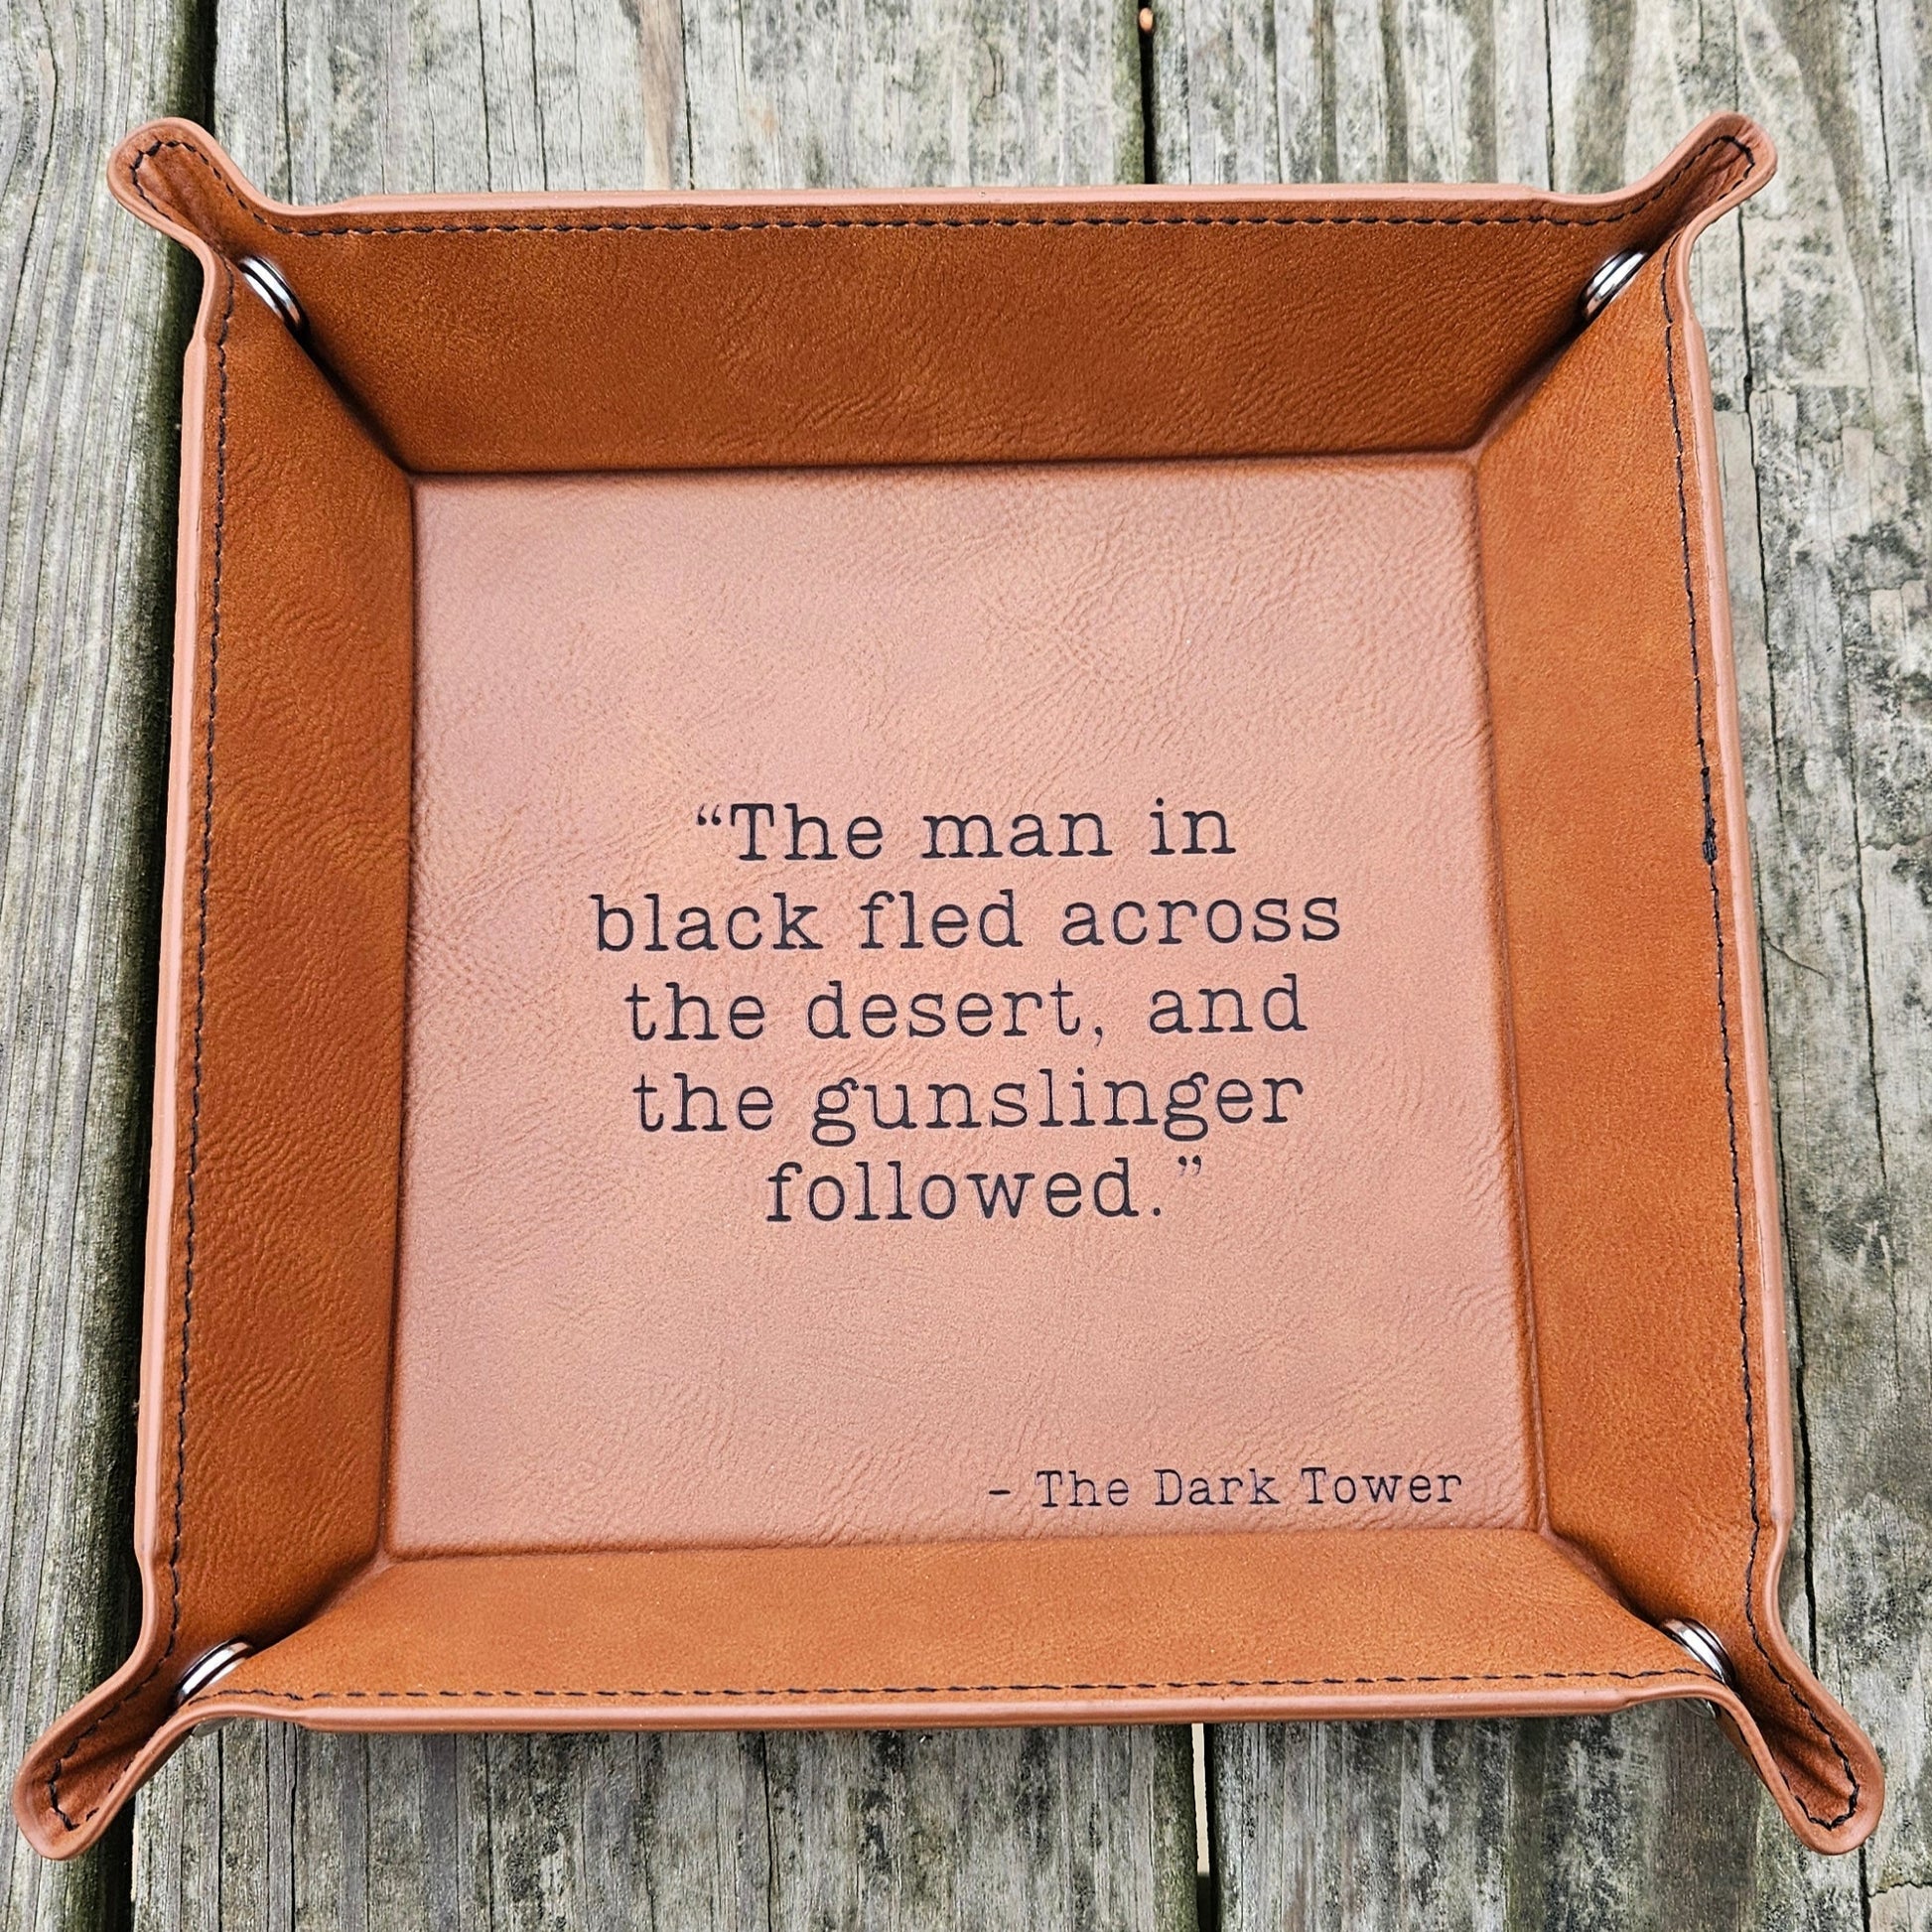 “The man in
black fled across
the desert, and
the gunslinger
followed.”
- The Dark Tower